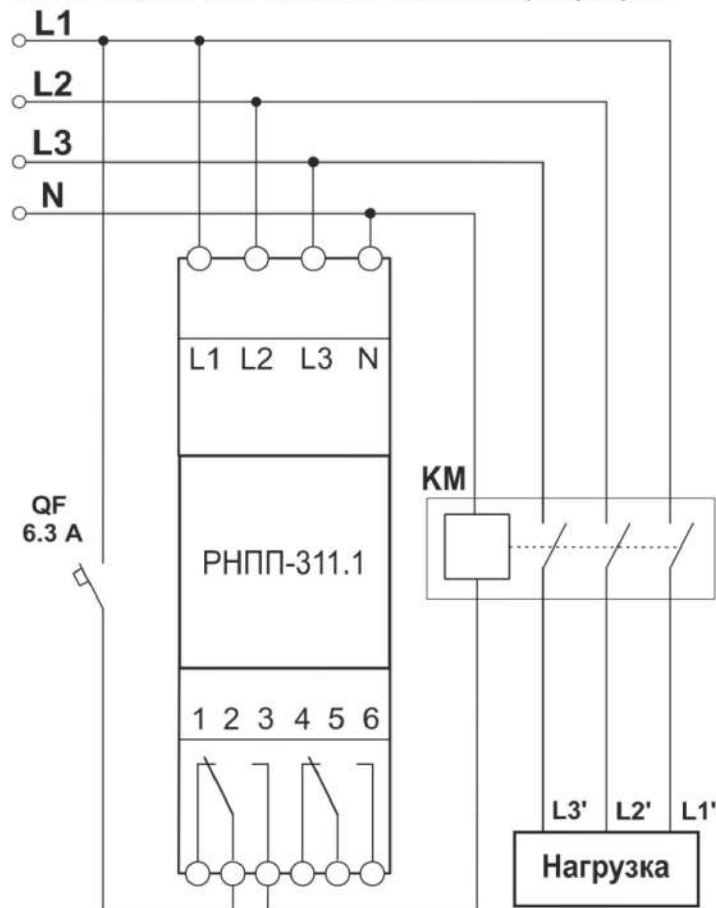 L1
L2
L3
N
L1 L2 L3 N
KM
QF
6.3 A
РНПП-311.1
1 2 3 4 5 6
L3' L2' L1'
Нагрузка